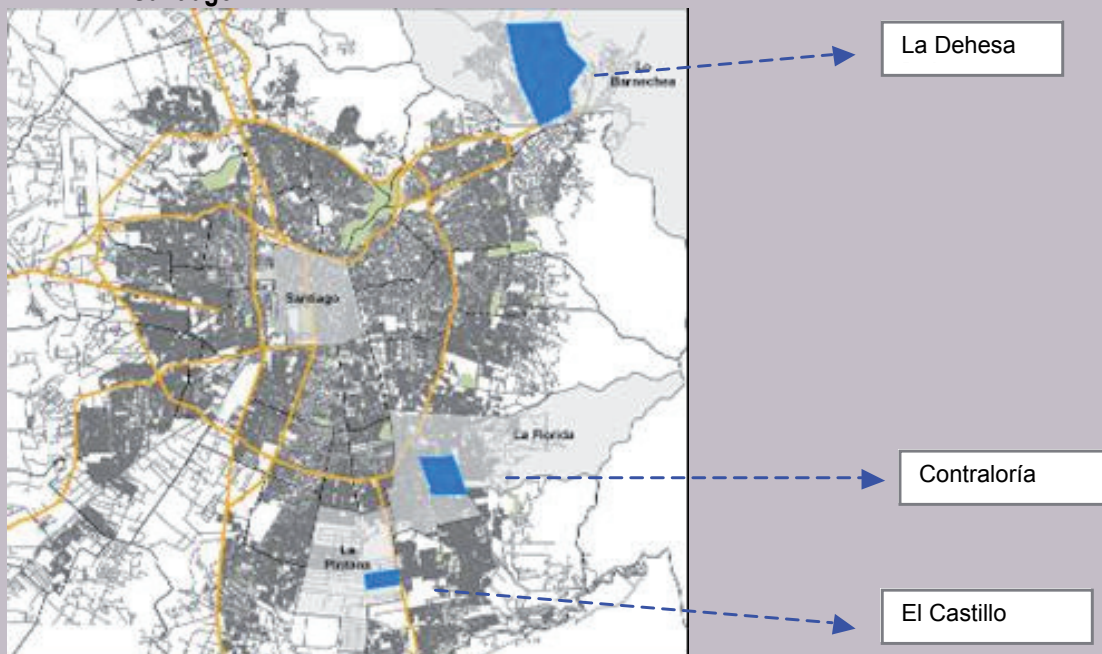 La Dehesa
Lo
Barnechea
Santiago
La Florida
Contraloría
La
Pintana
El Castillo